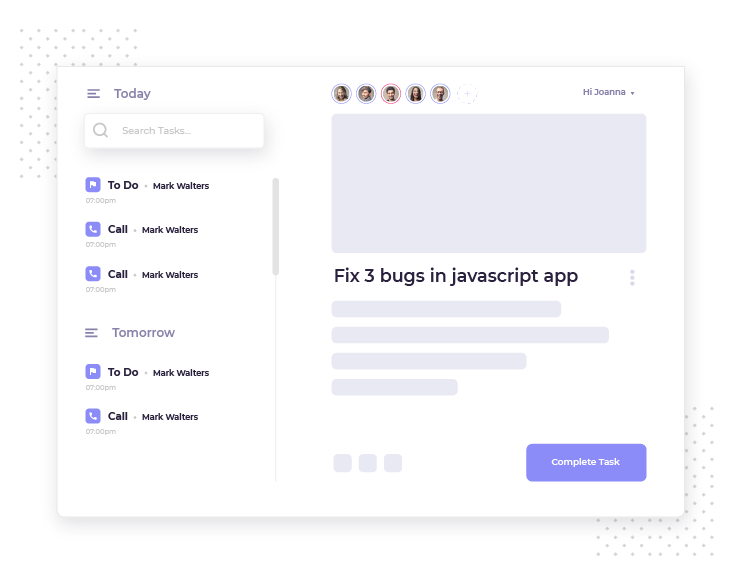 Today
Search Tasks...
To Do • Mark Walters
07:00pm
Call • Mark Walters
07:00pm
Call • Mark Walters
07:00pm
Tomorrow
To Do • Mark Walters
07:00pm
Call • Mark Walters
07:00pm
Hi Joanna
Fix 3 bugs in javascript app
Complete Task